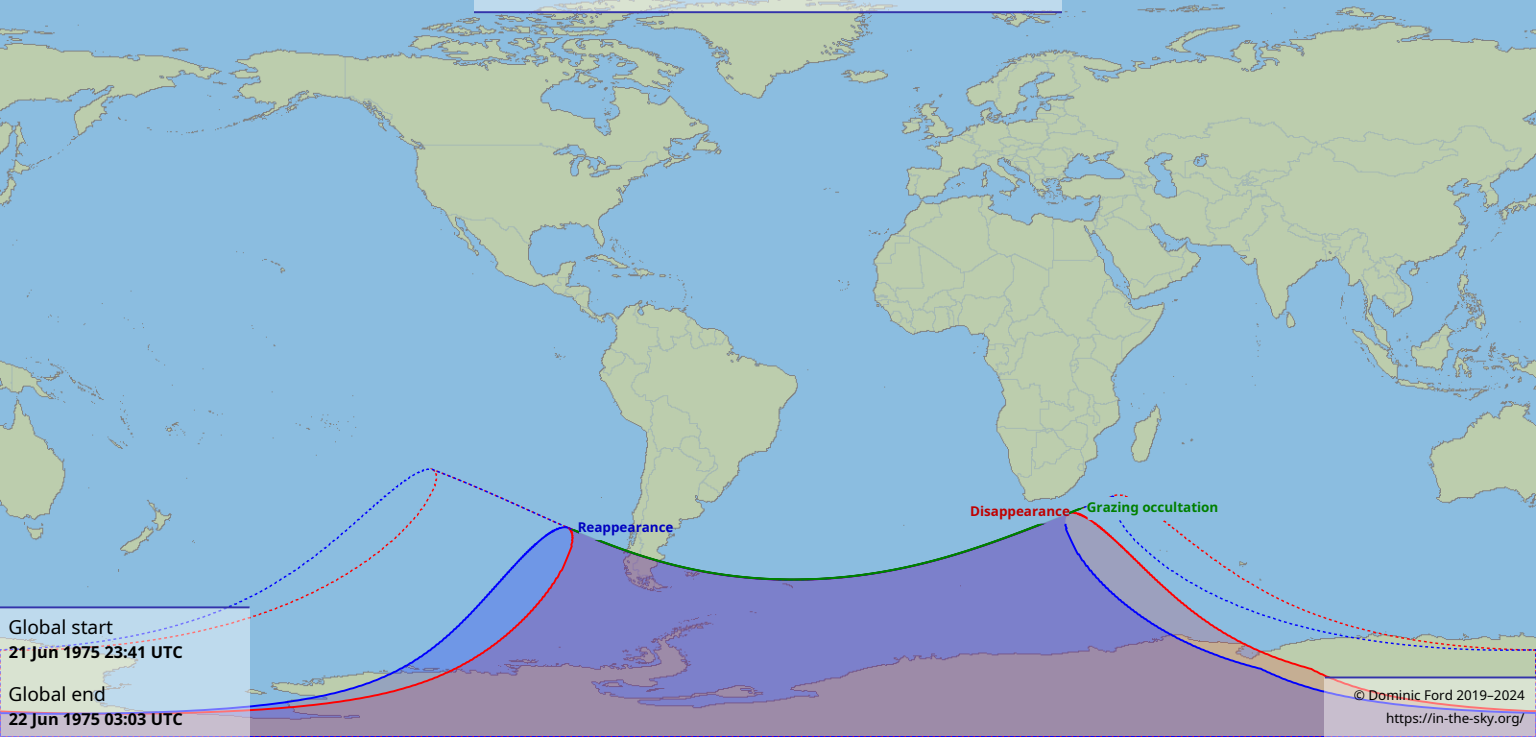 Reappearance
Disappearance
Grazing occultation
Global start
21 Jun 1975 23:41 UTC
Global end
22 Jun 1975 03:03 UTC
© Dominic Ford 2019–2024
https://in-the-sky.org/